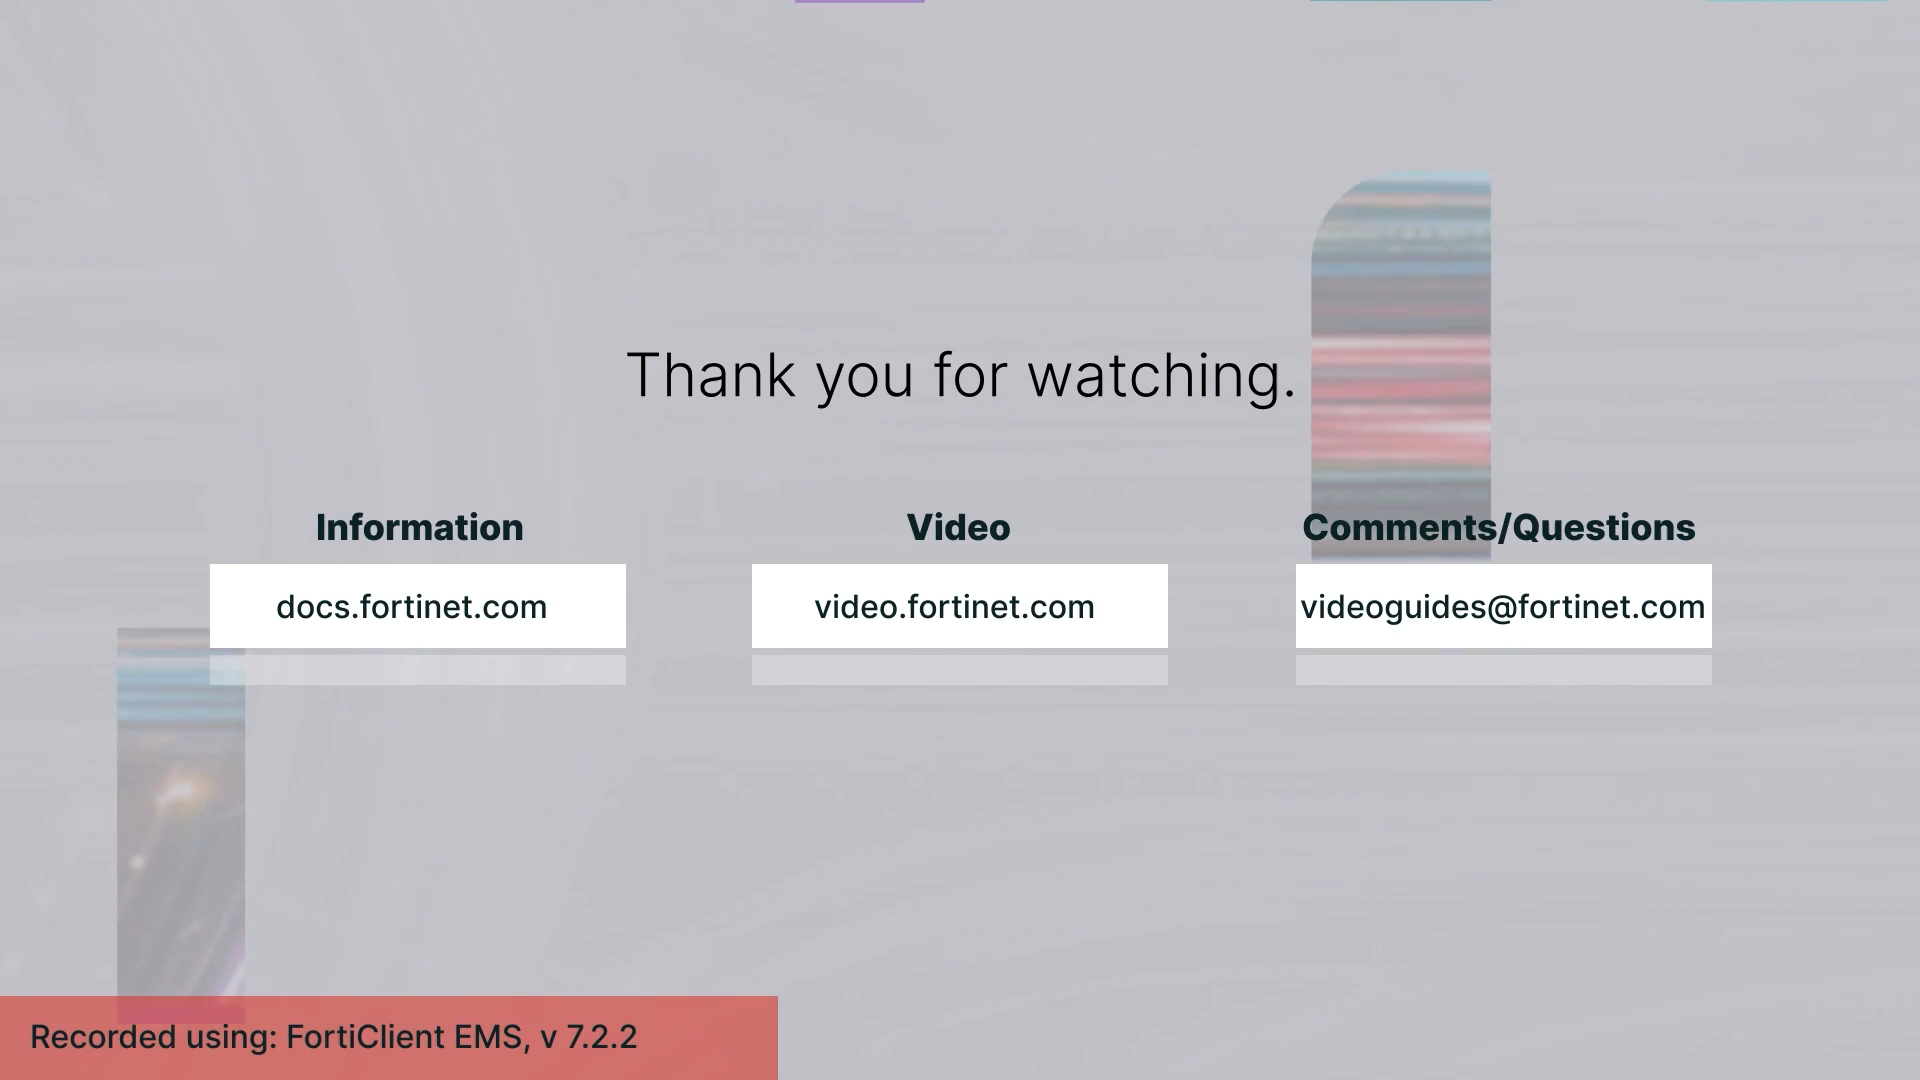 Thank you for watching.
Information
docs.fortinet.com
Video
video.fortinet.com
Comments/Questions
videoguides@fortinet.com
Recorded using: FortiClient EMS, v 7.2.2